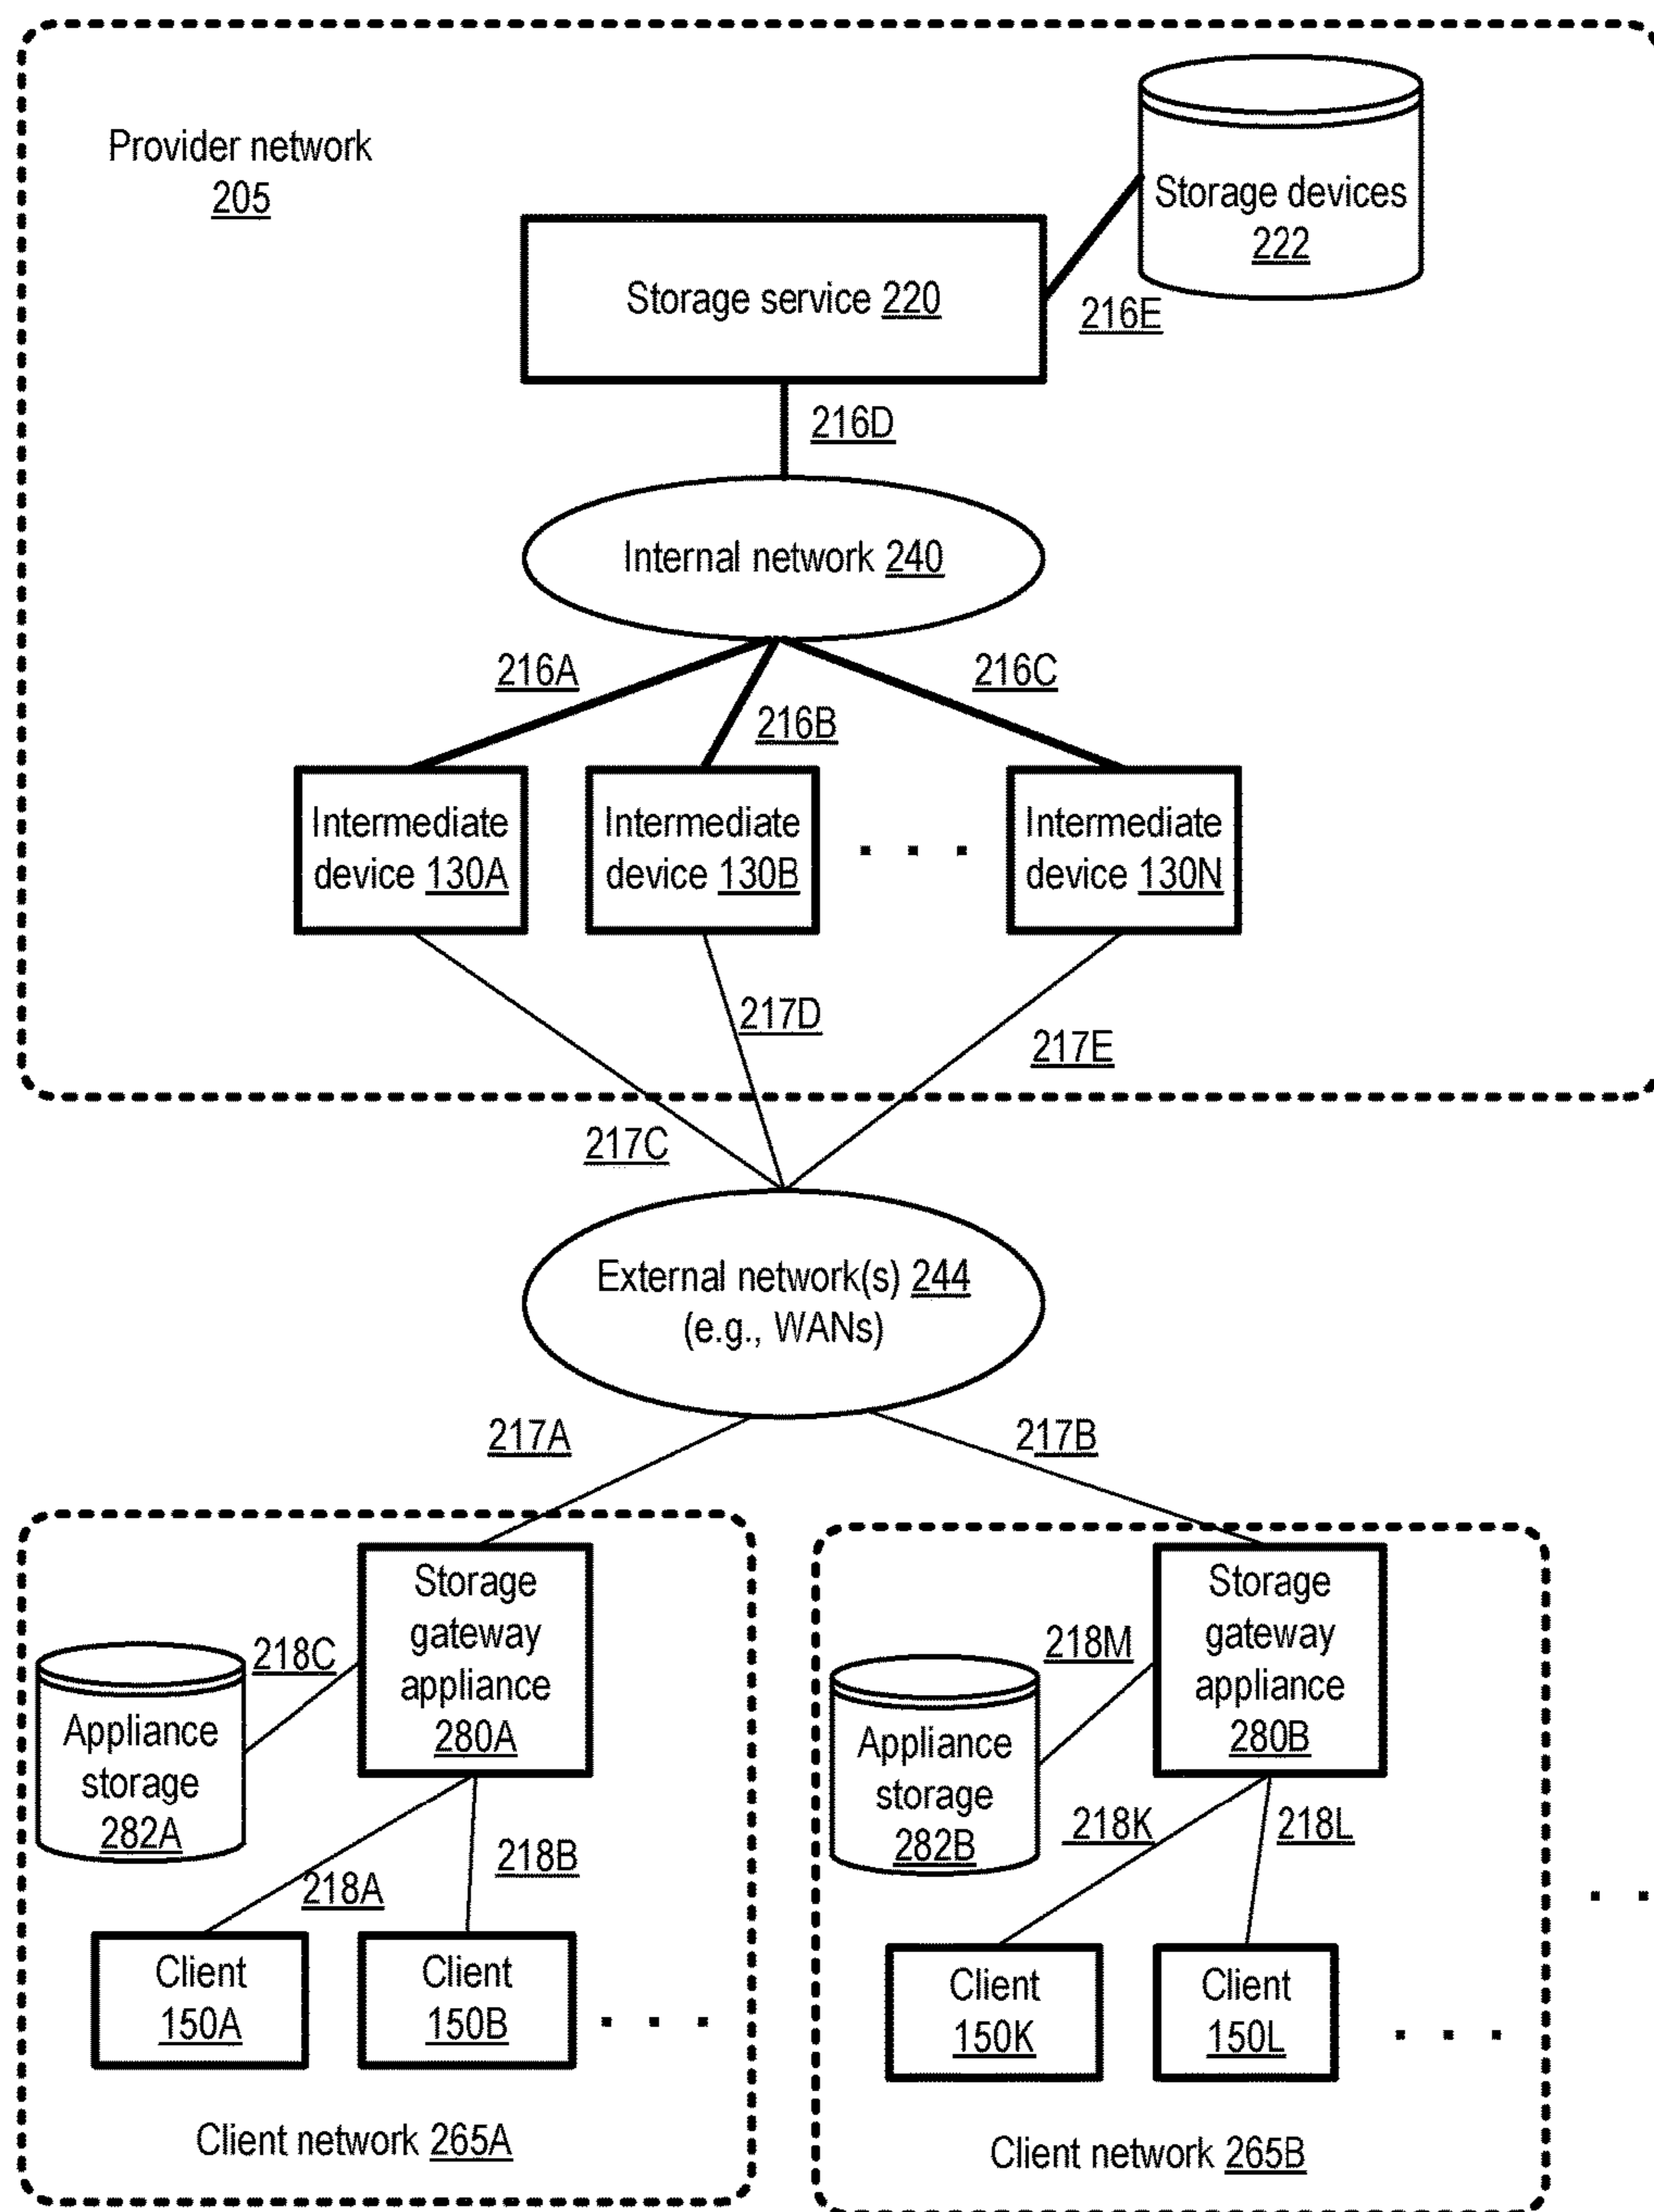 Provider network
205
Storage devices
222
Storage service 220
216E
216D
Internal network 240
216A
216B
216C
Intermediate
device 130A
Intermediate
device 130B
. . .
Intermediate
device 130N
217D
217E
217C
External network(s) 244
(e.g., WANs)
217A
217B
Storage
gateway
appliance
280A
218C
Appliance
storage
282A
218A
218B
Client
150A
Client
150B
. . .
Client network 265A
Storage
gateway
appliance
280B
218M
Appliance
storage
282B
218K
218L
Client
150K
Client
150L
. . .
Client network 265B
. .